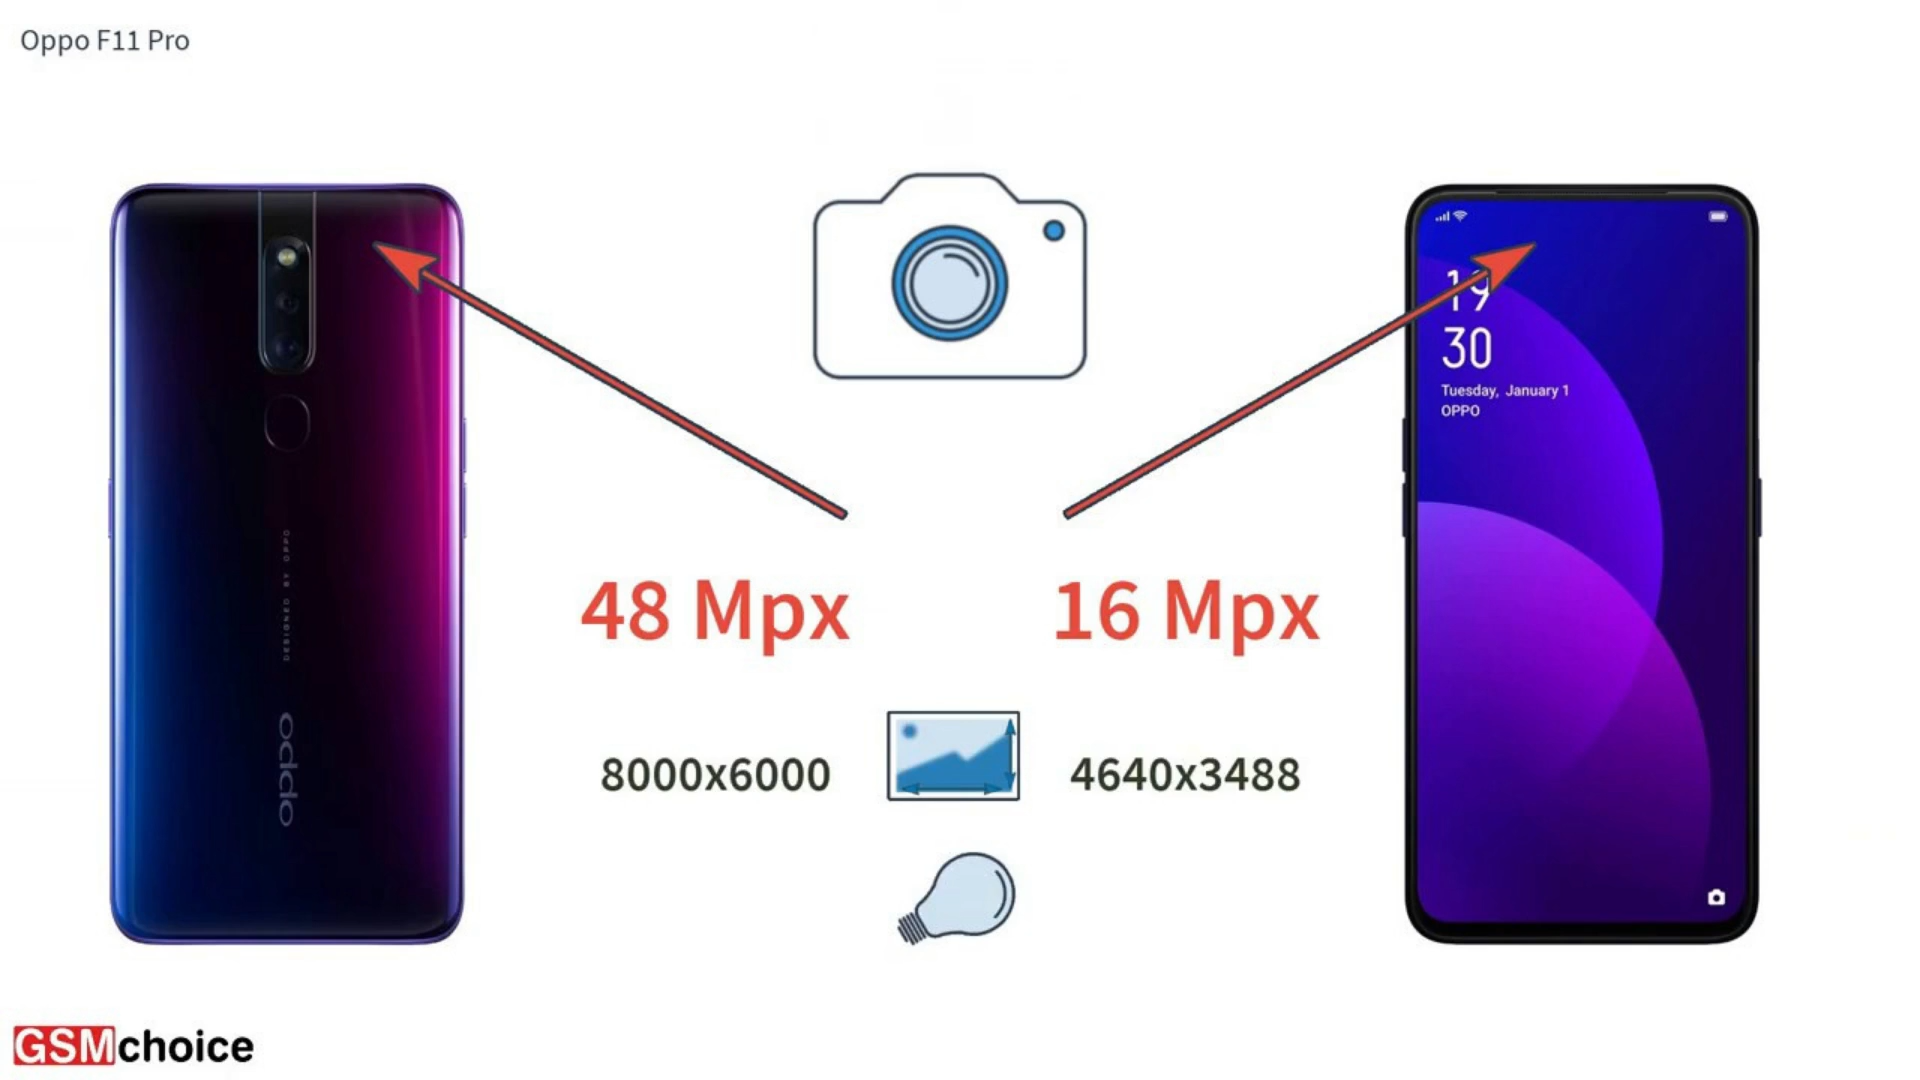 Oppo F11 Pro
19
30
Tuesday, January 1
OPPO
DESIGNED BY OPPO
oppo
48 Mpx
16 Mpx
8000x6000
4640x3488
GSMchoice